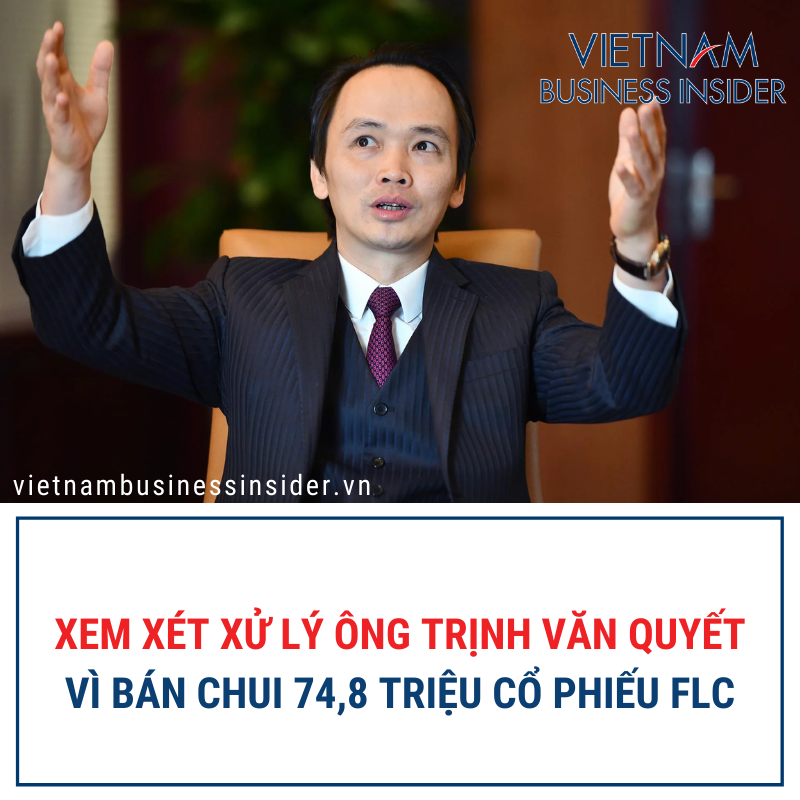 VIETNAM
BUSINESS INSIDER
vietnambusinessinsider.vn
XEM XÉT XỬ LÝ ÔNG TRỊNH VĂN QUYẾT
VÌ BÁN CHUI 74,8 TRIỆU CỔ PHIẾU FLC